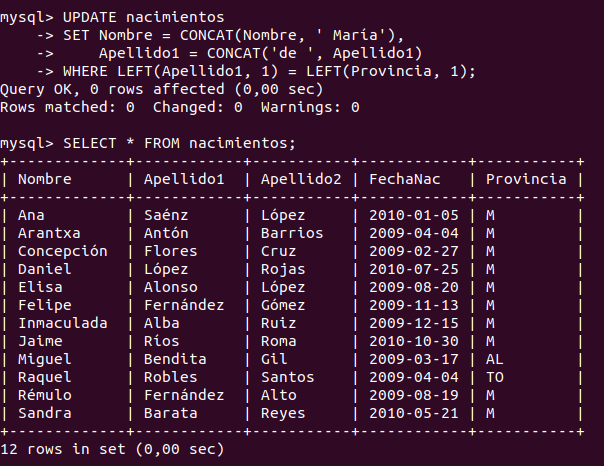 mysql> UPDATE nacimientos
    -> SET Nombre = CONCAT(Nombre, ' María'),
    ->     Apellido1 = CONCAT('de ', Apellido1)
    -> WHERE LEFT(Apellido1, 1) = LEFT(Provincia, 1);
Query OK, 0 rows affected (0,00 sec)
Rows matched: 0  Changed: 0  Warnings: 0

mysql> SELECT * FROM nacimientos;
+-------------+------------+-----------+------------+-----------+
| Nombre      | Apellido1  | Apellido2 | FechaNac   | Provincia |
+-------------+------------+-----------+------------+-----------+
| Ana         | Saénz      | López     | 2010-01-05 | M         |
| Arantxa     | Antón      | Barrios   | 2009-04-04 | M         |
| Concepción  | Flores     | Cruz      | 2009-02-27 | M         |
| Daniel      | López      | Rojas     | 2010-07-25 | M         |
| Elisa       | Alonso     | López     | 2009-08-20 | M         |
| Felipe      | Fernández  | Gómez     | 2009-11-13 | M         |
| Inmaculada  | Alba       | Ruiz      | 2009-12-15 | M         |
| Jaime       | Ríos       | Roma      | 2010-10-30 | M         |
| Miguel      | Bendita    | Gil       | 2009-03-17 | AL        |
| Raquel      | Robles     | Santos    | 2009-04-04 | TO        |
| Rémulo      | Fernández  | Alto      | 2009-08-19 | M         |
| Sandra      | Barata     | Reyes     | 2010-05-21 | M         |
+-------------+------------+-----------+------------+-----------+
12 rows in set (0,00 sec)